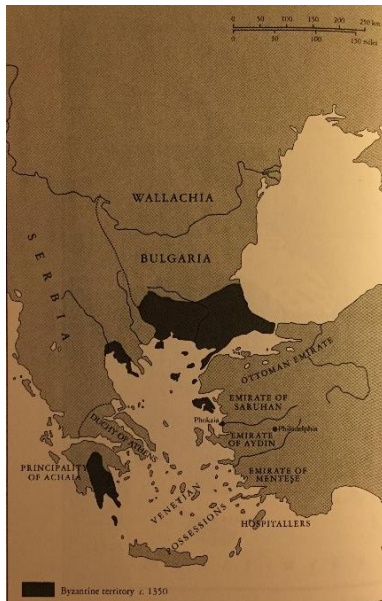 0 50 100 150 200 250 km
0 50 100 150 miles
WALLACHIA
BULGARIA
SERBIA
OTTOMAN EMIRATE
EMIRATE OF
SARUHAN
Phokaia
Philadelphia
EMIRATE
OF AYDIN
DUCHY OF ATHENS
PRINCIPALITY
OF ACHAIA
EMIRATE OF
MENTEŞE
VENETIAN
POSSESSIONS
HOSPITALLERS
Byzantine territory c. 1350